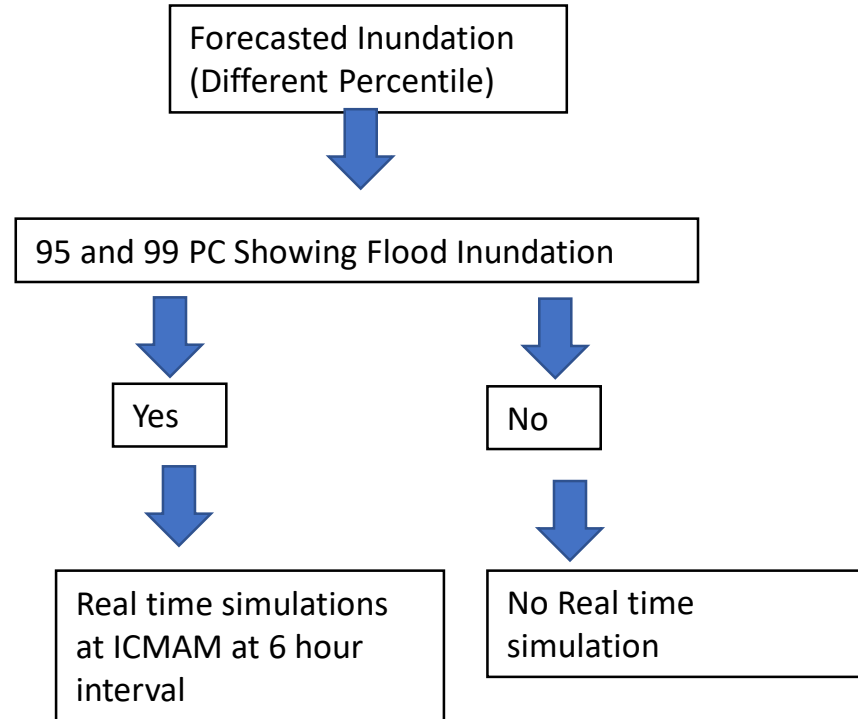 Forecasted Inundation
(Different Percentile)
95 and 99 PC Showing Flood Inundation
Yes
No
Real time simulations
at ICMAM at 6 hour
interval
No Real time
simulation